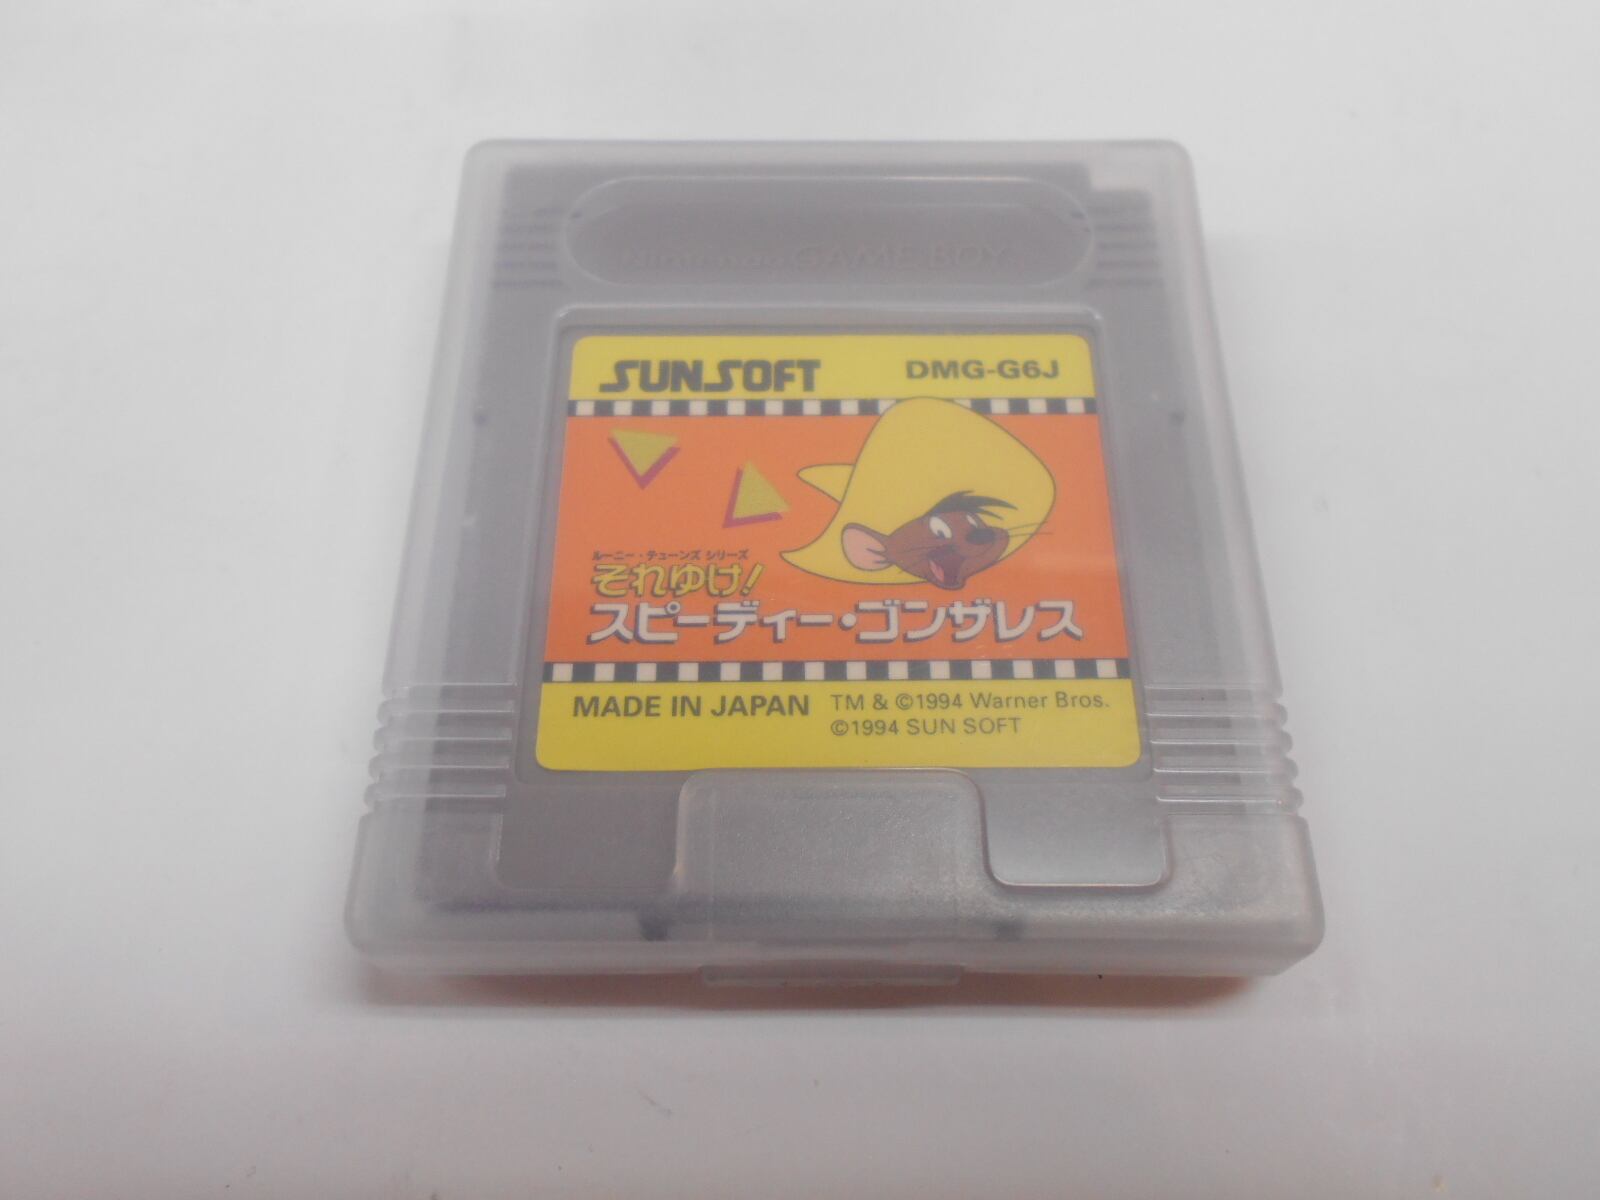 Nintendo GAME BOY
SUNSOFT
DMG-G6J
ルーニー・テューンズ シリーズ
それゆけ!
スピーディー・ゴンザレス
MADE IN JAPAN
TM & ©1994 Warner Bros.
©1994 SUN SOFT